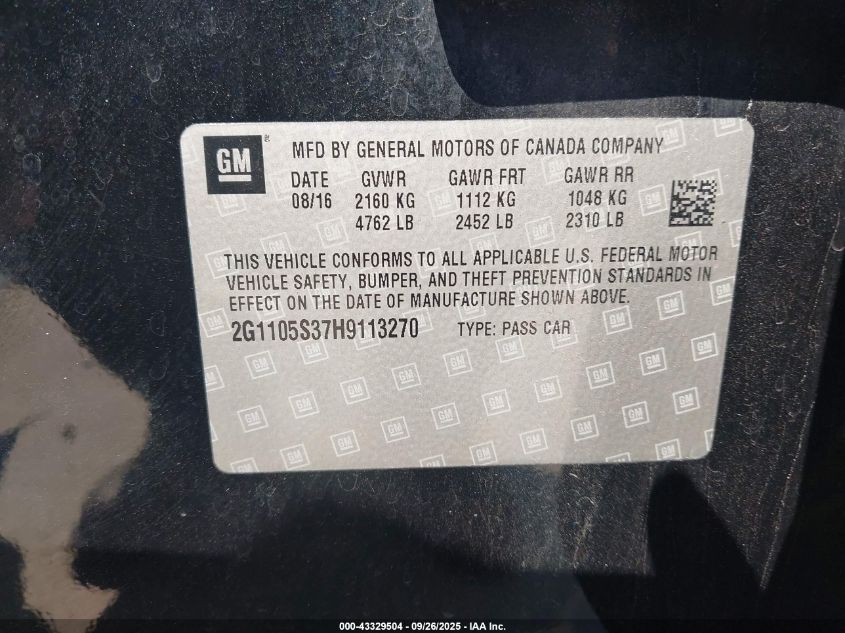 GM ®
MFD BY GENERAL MOTORS OF CANADA COMPANY
DATE GVWR GAWR FRT GAWR RR
08/16 2160 KG 1112 KG 1048 KG
4762 LB 2452 LB 2310 LB
THIS VEHICLE CONFORMS TO ALL APPLICABLE U.S. FEDERAL MOTOR
VEHICLE SAFETY, BUMPER, AND THEFT PREVENTION STANDARDS IN
EFFECT ON THE DATE OF MANUFACTURE SHOWN ABOVE.
2G1105S37H9113270 TYPE: PASS CAR
000-43329504 - 09/26/2025 - IAA Inc.